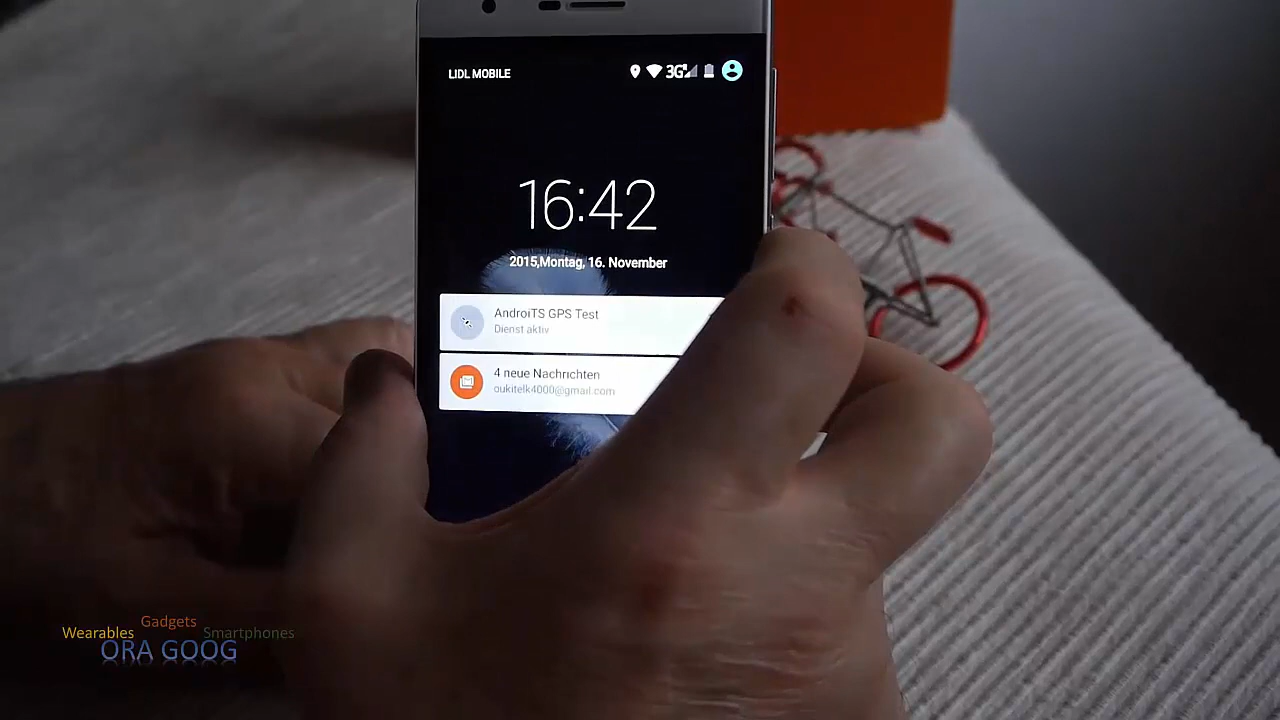 LIDL MOBILE
3G
16:42
2015,Montag, 16. November
AndroiTS GPS Test
Dienst aktiv
4 neue Nachrichten
oukitelk4000@gmail.com
Gadgets
Wearables Smartphones
ORA GOOG